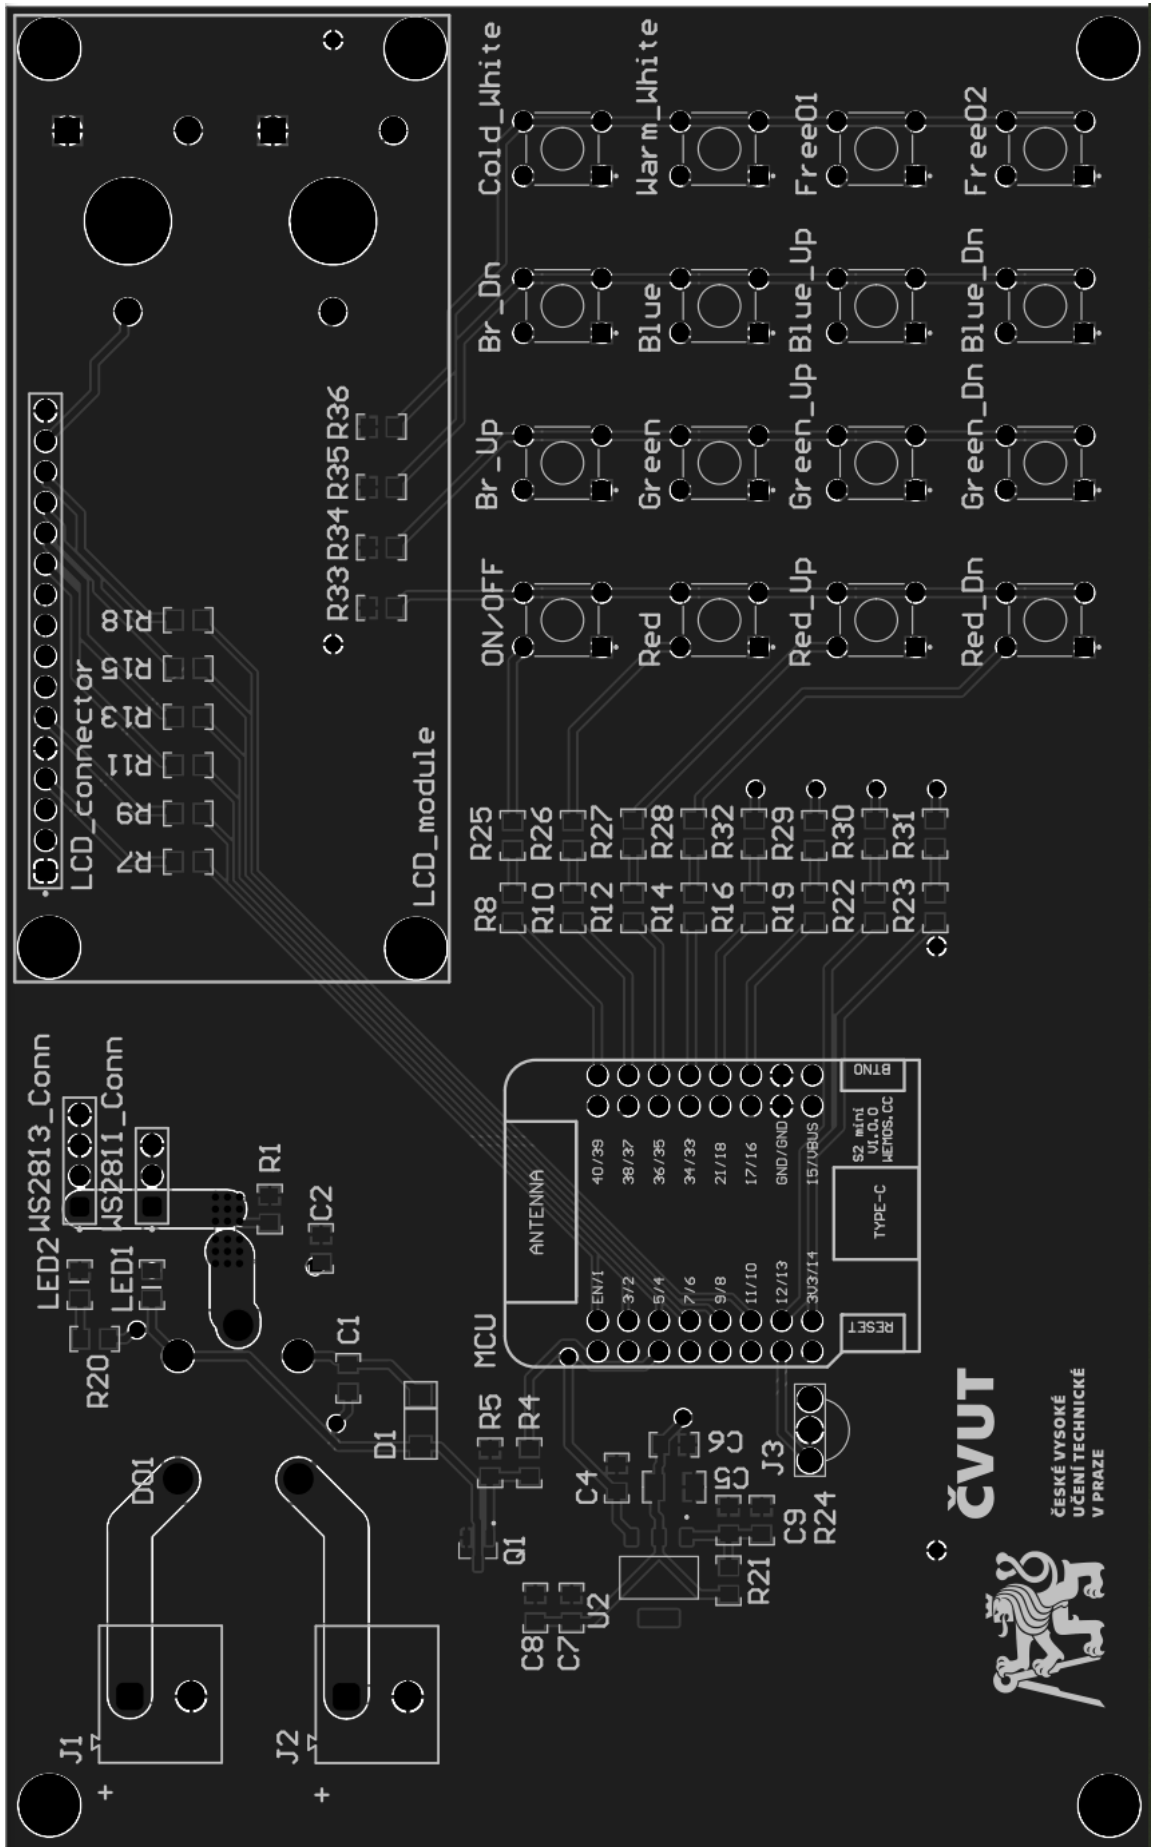 Cold_White
Warm_White
Free01
Free02
Br_Dn
Blue
Blue_Up
Blue_Dn
Br_Up
Green
Green_Up
Green_Dn
ON/OFF
Red
Red_Up
Red_Dn
R36
R35
R34
R33
R18
R15
R13
R11
R9
R7
LCD_connector
LCD_module
R25
R26
R27
R28
R32
R29
R30
R31
R8
R10
R12
R14
R16
R19
R22
R23
WS2813_Conn
WS2811_Conn
R1
C2
LED2
LED1
R20
C1
D1
DO1
MCU
ANTENNA
40/39
38/37
36/35
34/33
21/18
17/16
GND/GND
15/VBUS
EN/1
3/2
5/4
7/6
9/8
11/10
12/13
3V3/14
BTN0
S2 mini
V1.0.0
WEMOS.CC
TYPE-C
RESET
R5
R4
Q1
C4
C6
C5
J3
C9
R24
R21
U2
C8
C7
J1
+
J2
+
ČVUT
ČESKÉ VYSOKÉ
UČENÍ TECHNICKÉ
V PRAZE